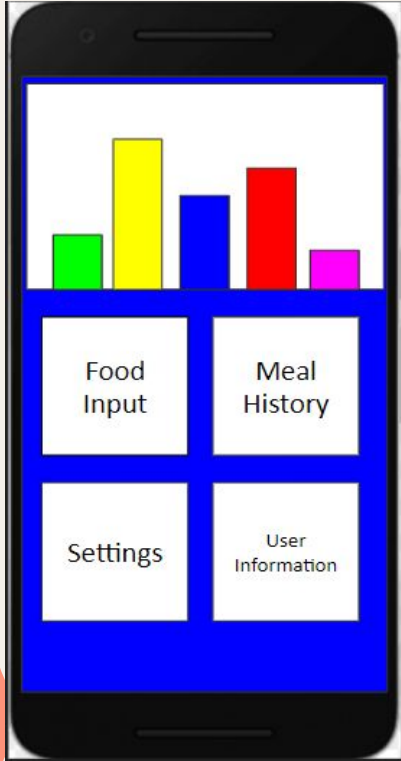 Food
Input
Meal
History
Settings
User
Information